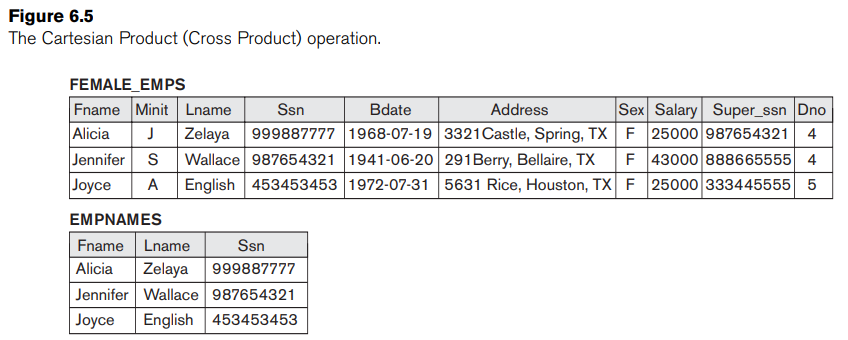 Figure 6.5
The Cartesian Product (Cross Product) operation.
FEMALE_EMPS
Fname Minit Lname Ssn Bdate Address Sex Salary Super_ssn Dno
Alicia J Zelaya 999887777 1968-07-19 3321Castle, Spring, TX F 25000 987654321 4
Jennifer S Wallace 987654321 1941-06-20 291Berry, Bellaire, TX F 43000 888665555 4
Joyce A English 453453453 1972-07-31 5631 Rice, Houston, TX F 25000 333445555 5
EMPNAMES
Fname Lname Ssn
Alicia Zelaya 999887777
Jennifer Wallace 987654321
Joyce English 453453453